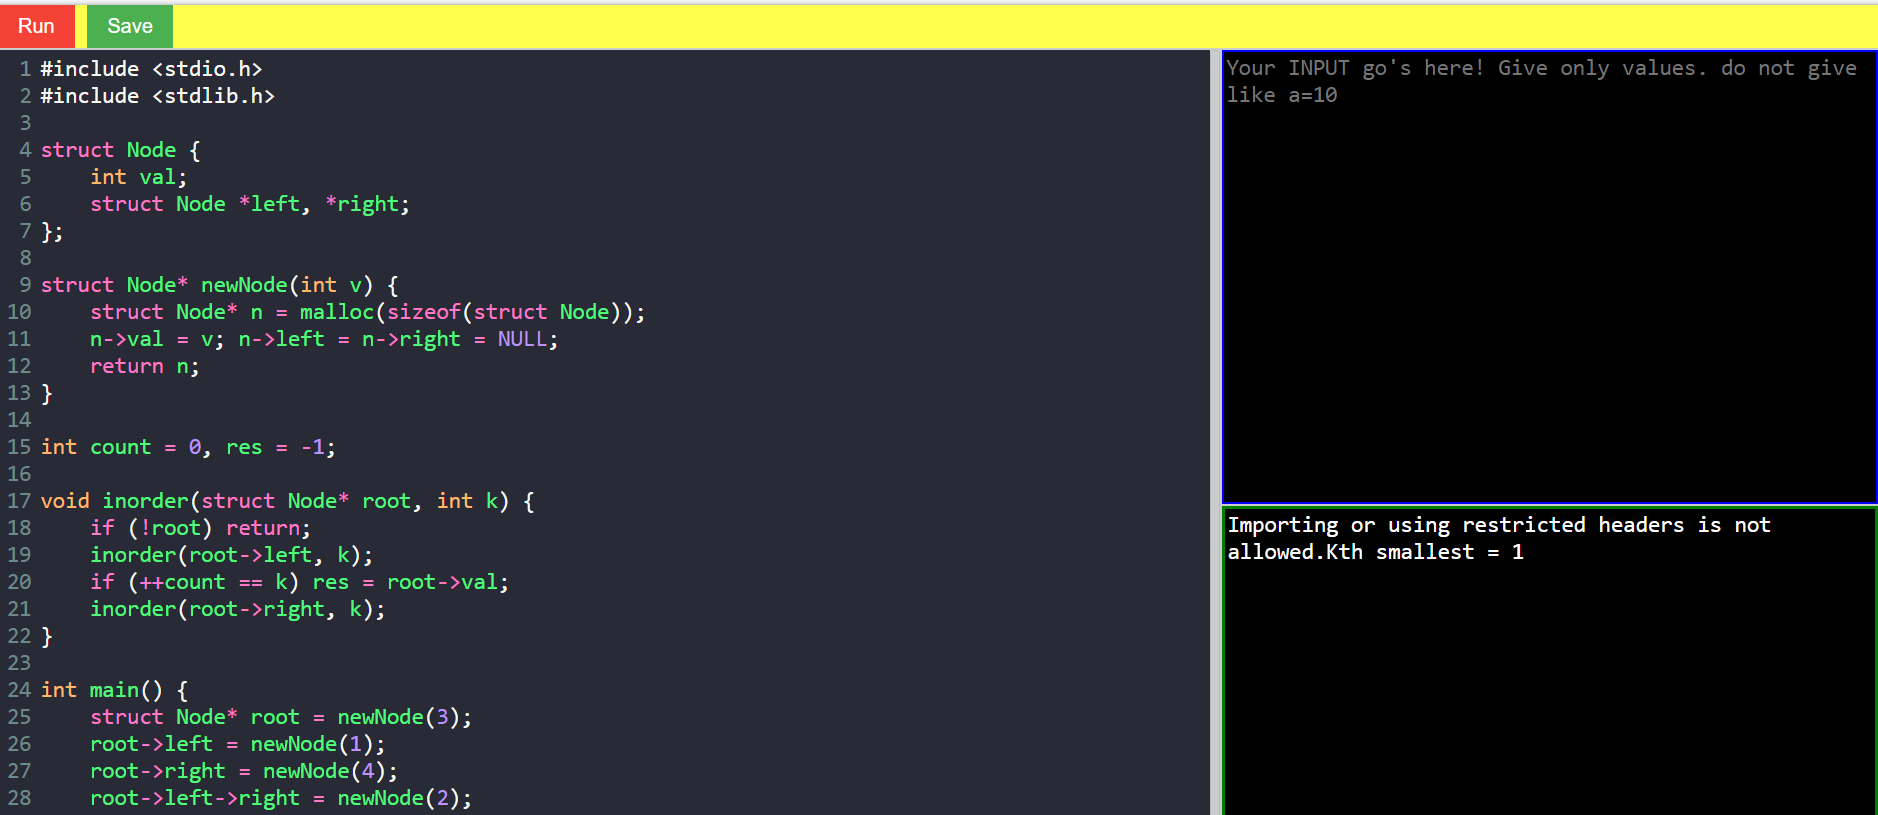 Run Save
1 #include <stdio.h>
2 #include <stdlib.h>
3
4 struct Node {
5     int val;
6     struct Node *left, *right;
7 };
8
9 struct Node* newNode(int v) {
10     struct Node* n = malloc(sizeof(struct Node));
11     n->val = v; n->left = n->right = NULL;
12     return n;
13 }
14
15 int count = 0, res = -1;
16
17 void inorder(struct Node* root, int k) {
18     if (!root) return;
19     inorder(root->left, k);
20     if (++count == k) res = root->val;
21     inorder(root->right, k);
22 }
23
24 int main() {
25     struct Node* root = newNode(3);
26     root->left = newNode(1);
27     root->right = newNode(4);
28     root->left->right = newNode(2);
Your INPUT go's here! Give only values. do not give
like a=10
Importing or using restricted headers is not
allowed.Kth smallest = 1